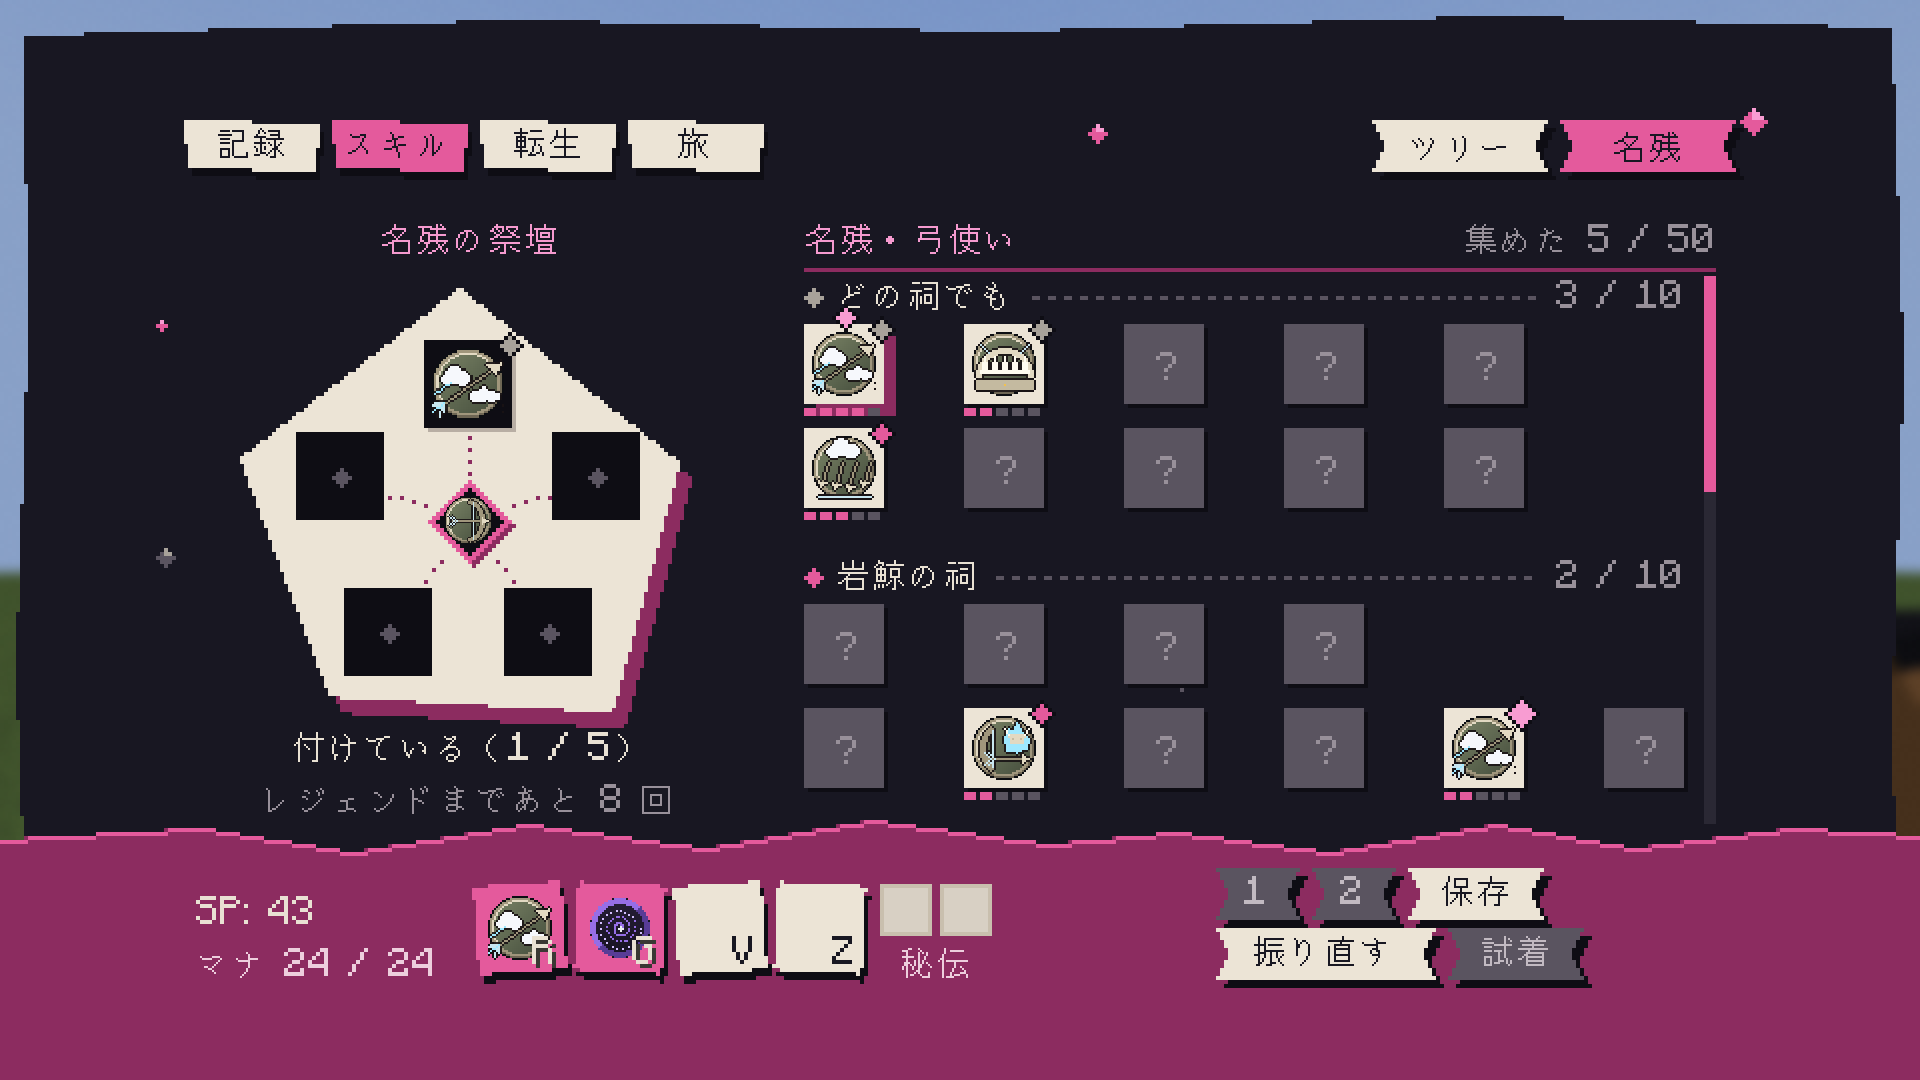 記録 スキル 転生 旅 ツリー 名残
名残の祭壇
名残・弓使い 集めた 5 / 50
どの祠でも 3 / 10
? ? ?
? ? ? ?
岩鯨の祠 2 / 10
? ? ? ?
? ? ? ?
付けている (1 / 5)
レジェンドまであと 8 回
SP: 43
マナ 24 / 24
R G V Z
秘伝
1 2 保存
振り直す 試着